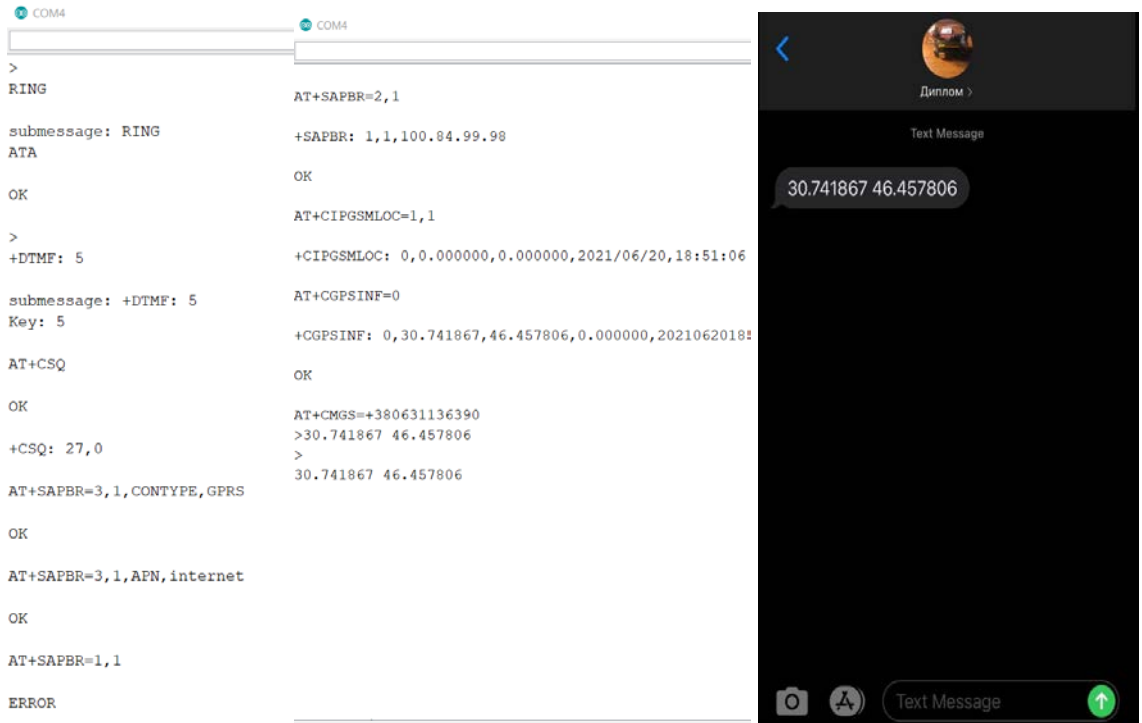 COM4
>
RING
submessage: RING
ATA
OK
>
+DTMF: 5
submessage: +DTMF: 5
Key: 5
AT+CSQ
OK
+CSQ: 27,0
AT+SAPBR=3,1,CONTYPE,GPRS
OK
AT+SAPBR=3,1,APN,internet
OK
AT+SAPBR=1,1
ERROR
COM4
AT+SAPBR=2,1
+SAPBR: 1,1,100.84.99.98
OK
AT+CIPGSMLOC=1,1
+CIPGSMLOC: 0,0.000000,0.000000,2021/06/20,18:51:06
AT+CGPSINF=0
+CGPSINF: 0,30.741867,46.457806,0.000000,20210620185
OK
AT+CMGS=+380631136390
>30.741867 46.457806
>
30.741867 46.457806
Диплом >
Text Message
30.741867 46.457806
Text Message